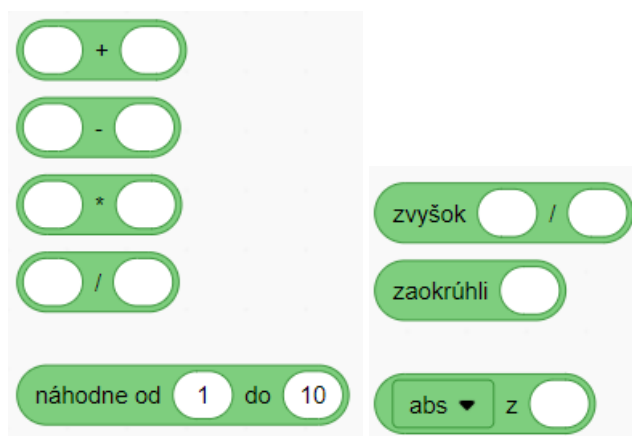 +
-
*
/
náhodne od 1 do 10
zvyšok /
zaokrúhli
abs z